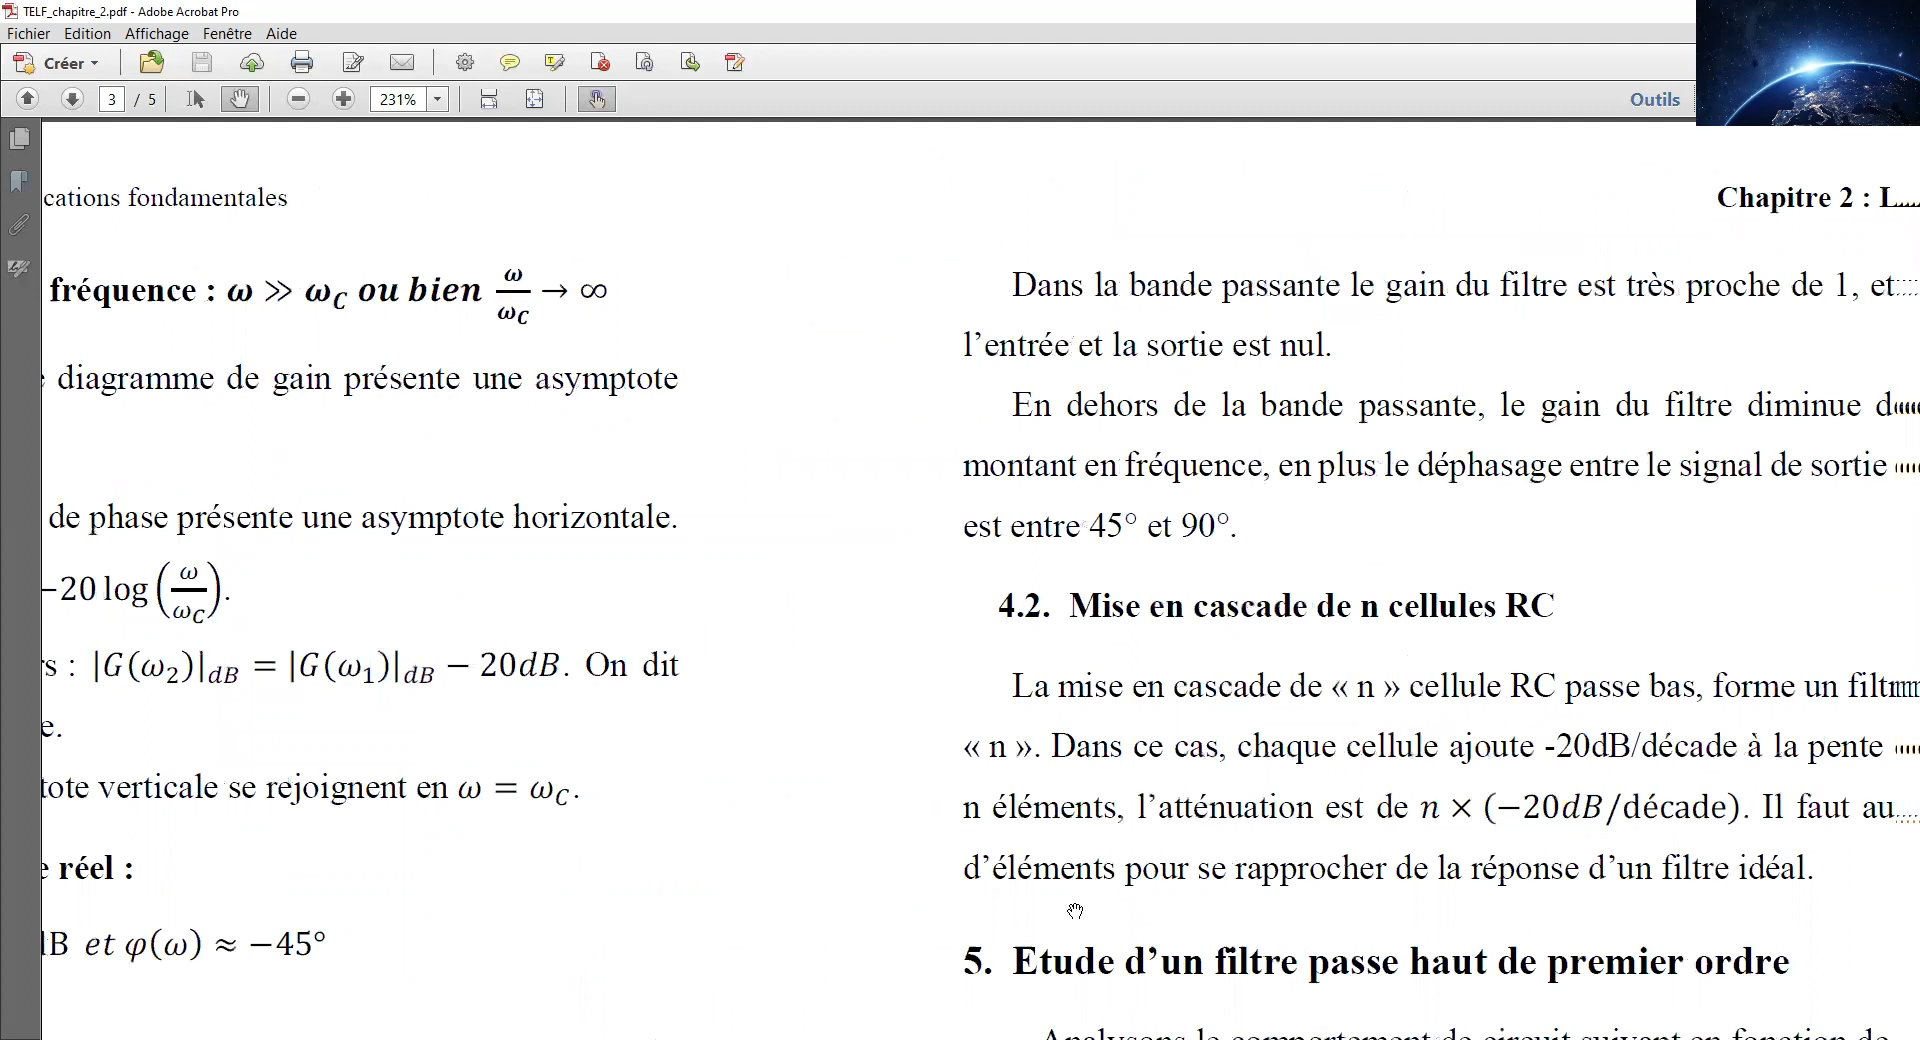 TELF_chapitre_2.pdf - Adobe Acrobat Pro
Fichier Edition Affichage Fenêtre Aide
Créer
3 / 5 231% Outils
cations fondamentales
fréquence : ω ≫ ω_C ou bien ω/ω_C → ∞
diagramme de gain présente une asymptote
de phase présente une asymptote horizontale.
−20 log(ω/ω_C).
: |G(ω₂)|_dB = |G(ω₁)|_dB − 20dB. On dit
e.
verticale se rejoignent en ω = ω_C.
réel :
et φ(ω) ≈ −45°
Chapitre 2 :
Dans la bande passante le gain du filtre est très proche de 1, et
l’entrée et la sortie est nul.
En dehors de la bande passante, le gain du filtre diminue
montant en fréquence, en plus le déphasage entre le signal de sortie
est entre 45° et 90°.
4.2. Mise en cascade de n cellules RC
La mise en cascade de « n » cellule RC passe bas, forme un
« n ». Dans ce cas, chaque cellule ajoute -20dB/décade à la pente
n éléments, l’atténuation est de n × (−20dB/décade). Il faut
d’éléments pour se rapprocher de la réponse d’un filtre idéal.
5. Etude d’un filtre passe haut de premier ordre